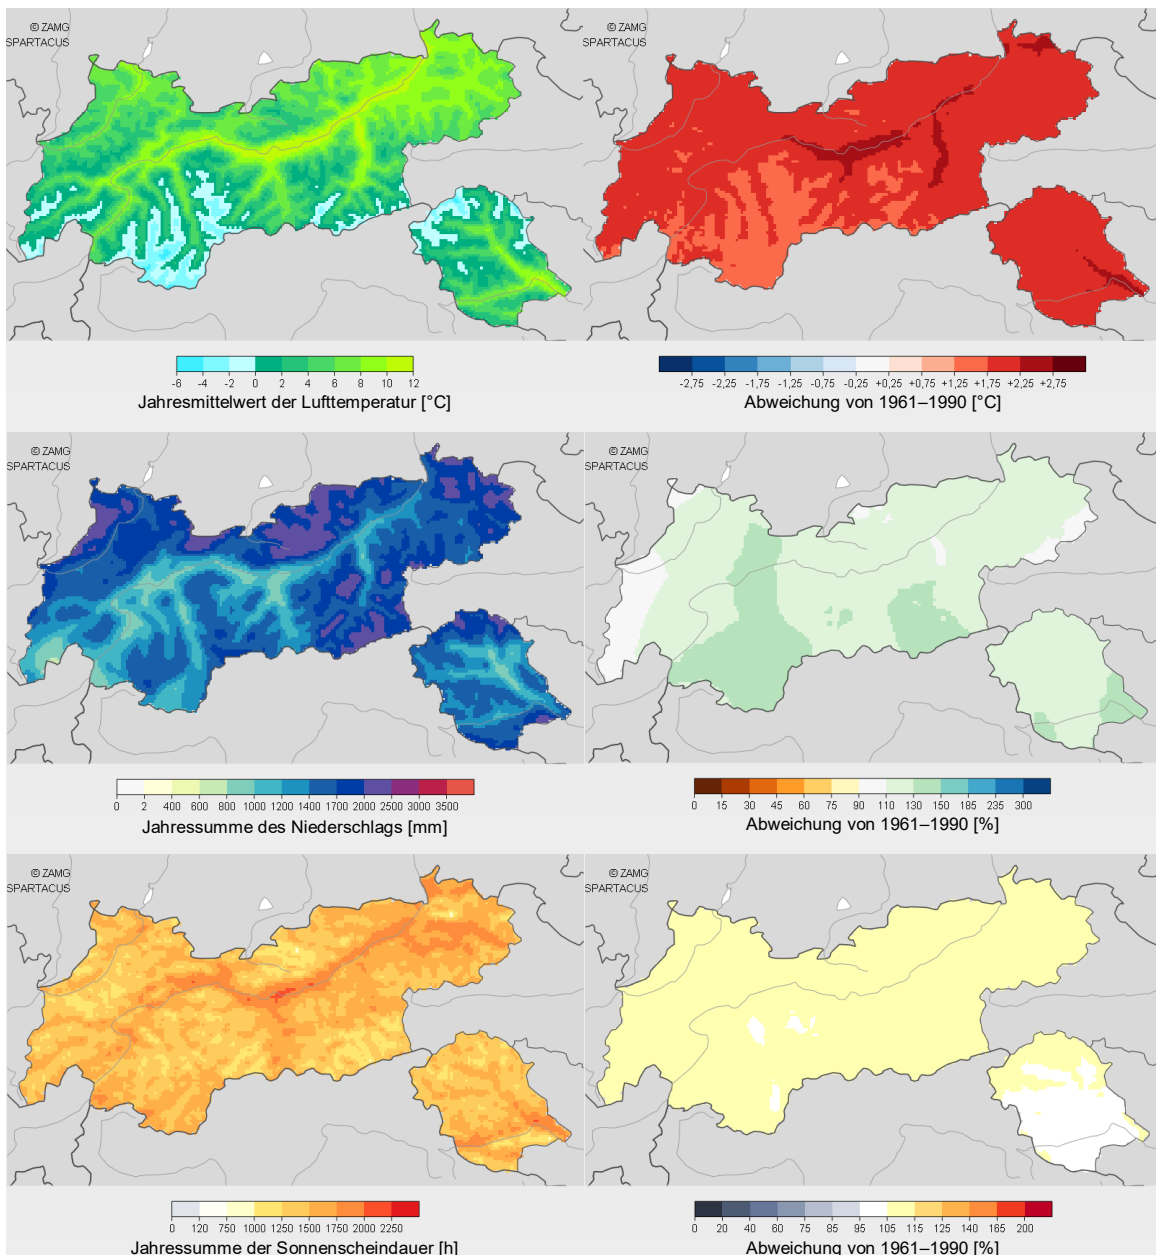 © ZAMG
SPARTACUS
© ZAMG
SPARTACUS
-6 -4 -2 0 2 4 6 8 10 12
Jahresmittelwert der Lufttemperatur [°C]
-2,75 -2,25 -1,75 -1,25 -0,75 -0,25 +0,25 +0,75 +1,25 +1,75 +2,25 +2,75
Abweichung von 1961–1990 [°C]
© ZAMG
SPARTACUS
© ZAMG
SPARTACUS
0 2 400 600 800 1000 1200 1400 1700 2000 2500 3000 3500
Jahressumme des Niederschlags [mm]
0 15 30 45 60 75 90 110 130 150 185 235 300
Abweichung von 1961–1990 [%]
© ZAMG
SPARTACUS
© ZAMG
SPARTACUS
0 120 750 1000 1250 1500 1750 2000 2250
Jahressumme der Sonnenscheindauer [h]
0 20 40 60 75 85 95 105 115 125 140 165 200
Abweichung von 1961–1990 [%]